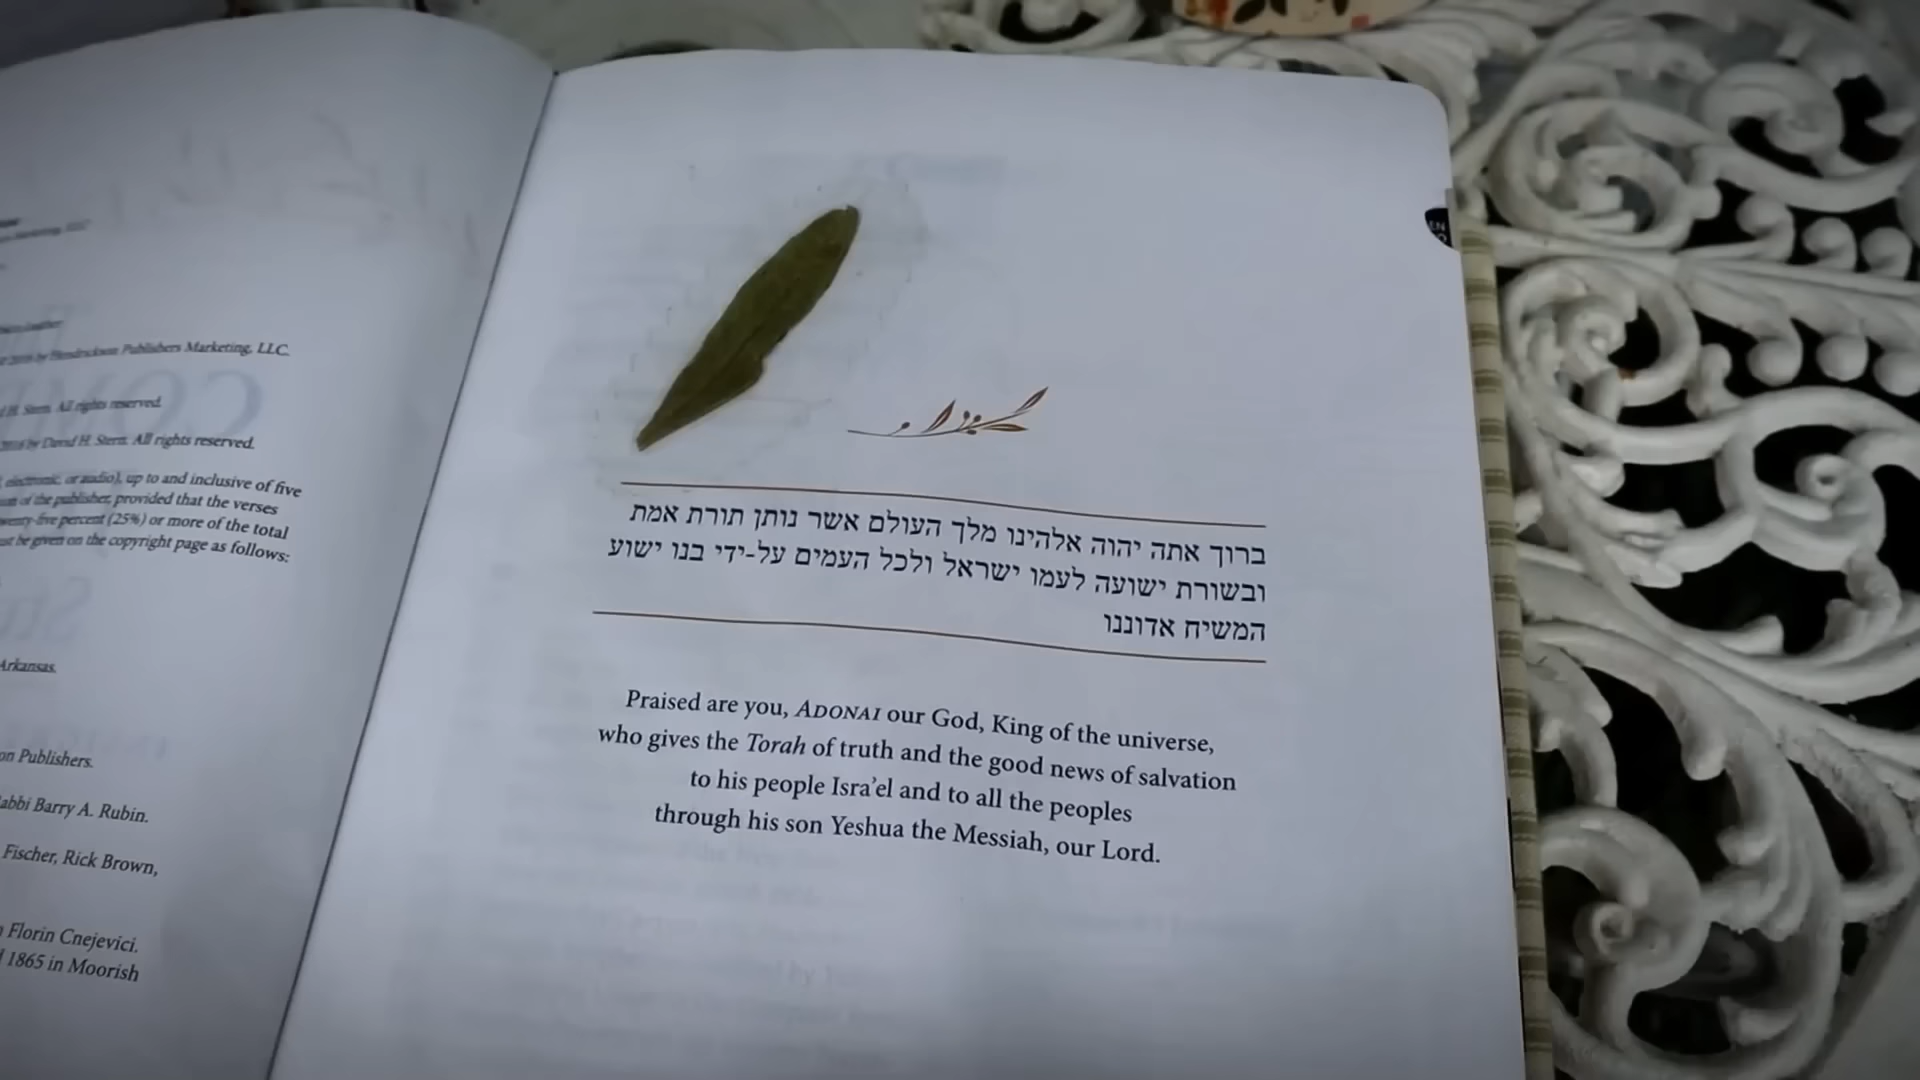 2016 by Hendrickson Publishers Marketing, LLC.
H. Stern. All rights reserved.
2016 by David H. Stern. All rights reserved.
electronic, or audio), up to and inclusive of five
of the publisher, provided that the verses
twenty-five percent (25%) or more of the total
be given on the copyright page as follows:
Arkansas.
Publishers.
Rabbi Barry A. Rubin.
Fischer, Rick Brown,
Florin Cnejevici.
1865 in Moorish
ברוך אתה יהוה אלהינו מלך העולם אשר נותן תורת אמת
ובשורת ישועה לעמו ישראל ולכל העמים על-ידי בנו ישוע
המשיח אדוננו
Praised are you, ADONAI our God, King of the universe,
who gives the Torah of truth and the good news of salvation
to his people Isra'el and to all the peoples
through his son Yeshua the Messiah, our Lord.